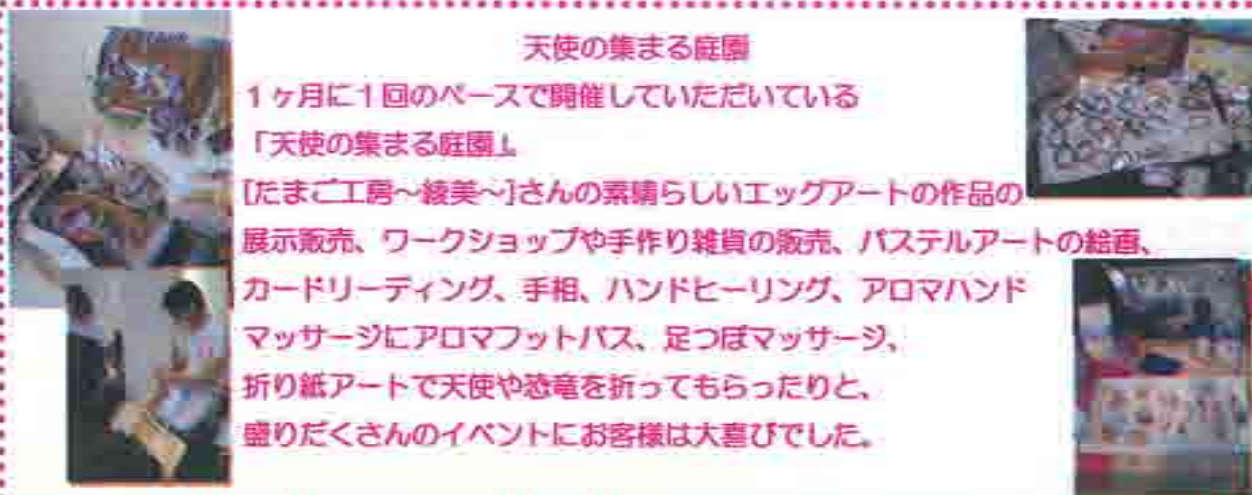 天使の集まる庭園
1ヶ月に1回のペースで開催していただいている
「天使の集まる庭園」
[たまご工房～綾美～]さんの素晴らしいエッグアートの作品の
展示販売、ワークショップや手作り雑貨の販売、パステルアートの絵画、
カードリーディング、手相、ハンドヒーリング、アロマハンド
マッサージにアロマフットバス、足つぼマッサージ、
折り紙アートで天使や恐竜を折ってもらったりと、
盛りだくさんのイベントにお客様は大喜びでした。